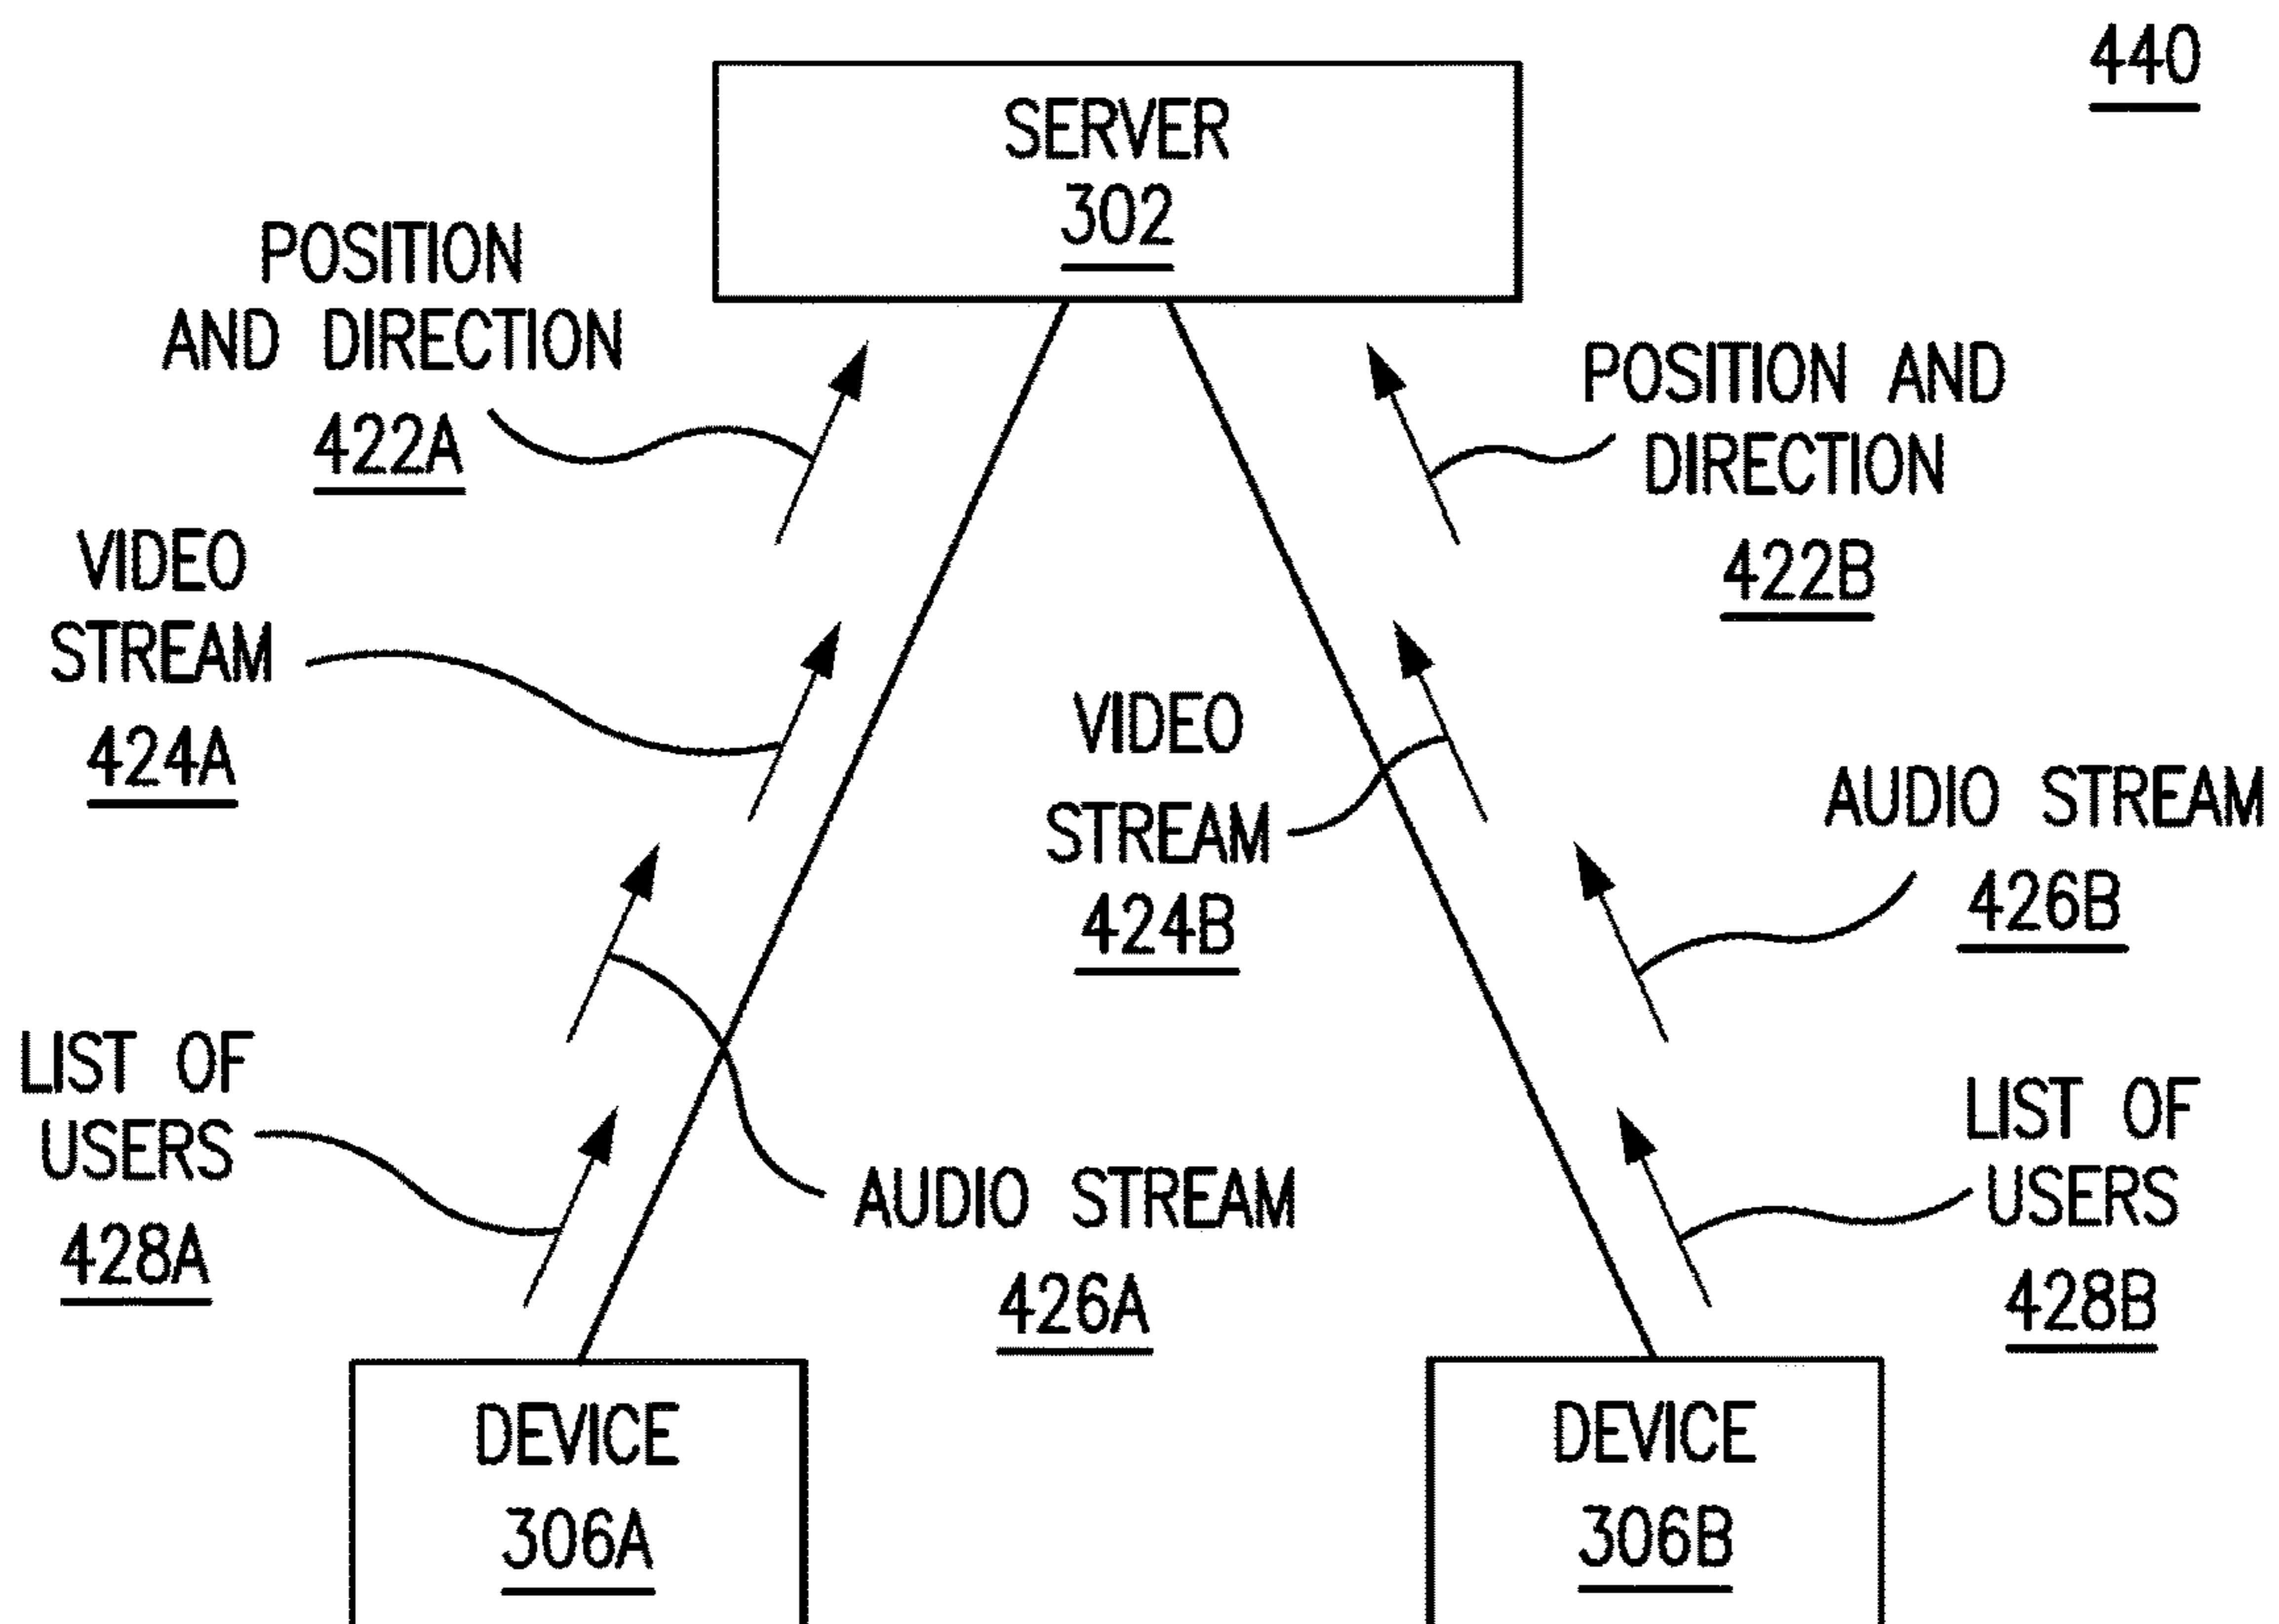 440
SERVER
302
POSITION
AND DIRECTION
422A
POSITION AND
DIRECTION
422B
VIDEO
STREAM
424A
VIDEO
STREAM
424B
AUDIO STREAM
426B
LIST OF
USERS
428A
AUDIO STREAM
426A
LIST OF
USERS
428B
DEVICE
306A
DEVICE
306B